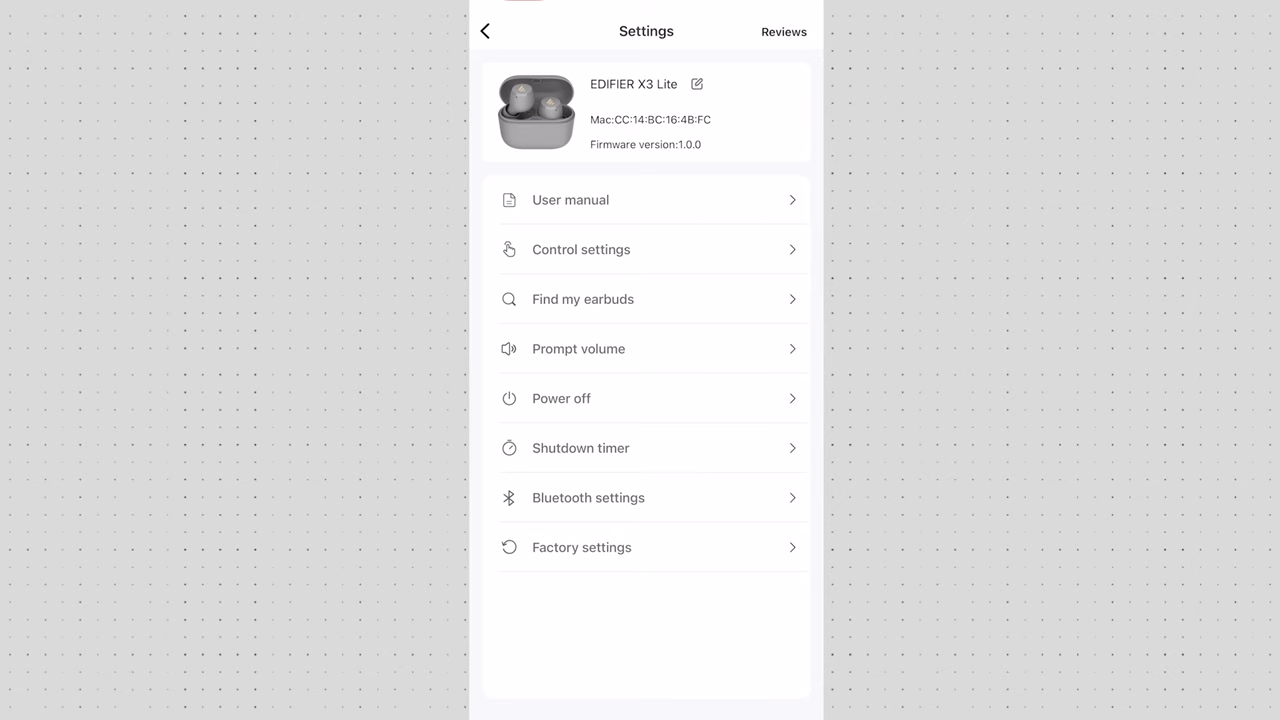 Settings
Reviews
EDIFIER X3 Lite
Mac:CC:14:BC:16:4B:FC
Firmware version:1.0.0
User manual
Control settings
Find my earbuds
Prompt volume
Power off
Shutdown timer
Bluetooth settings
Factory settings